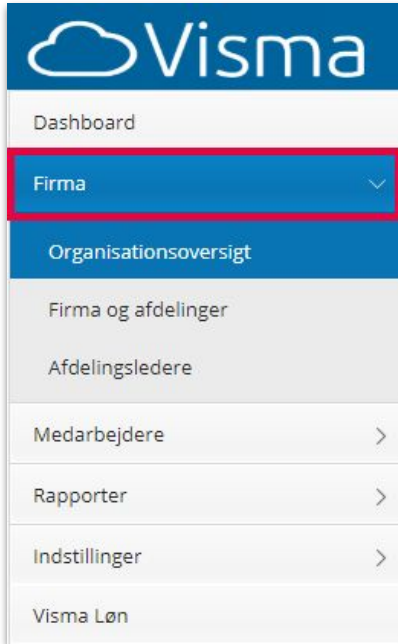 Visma
Dashboard
Firma
Organisationsoversigt
Firma og afdelinger
Afdelingsledere
Medarbejdere
Rapporter
Indstillinger
Visma Løn